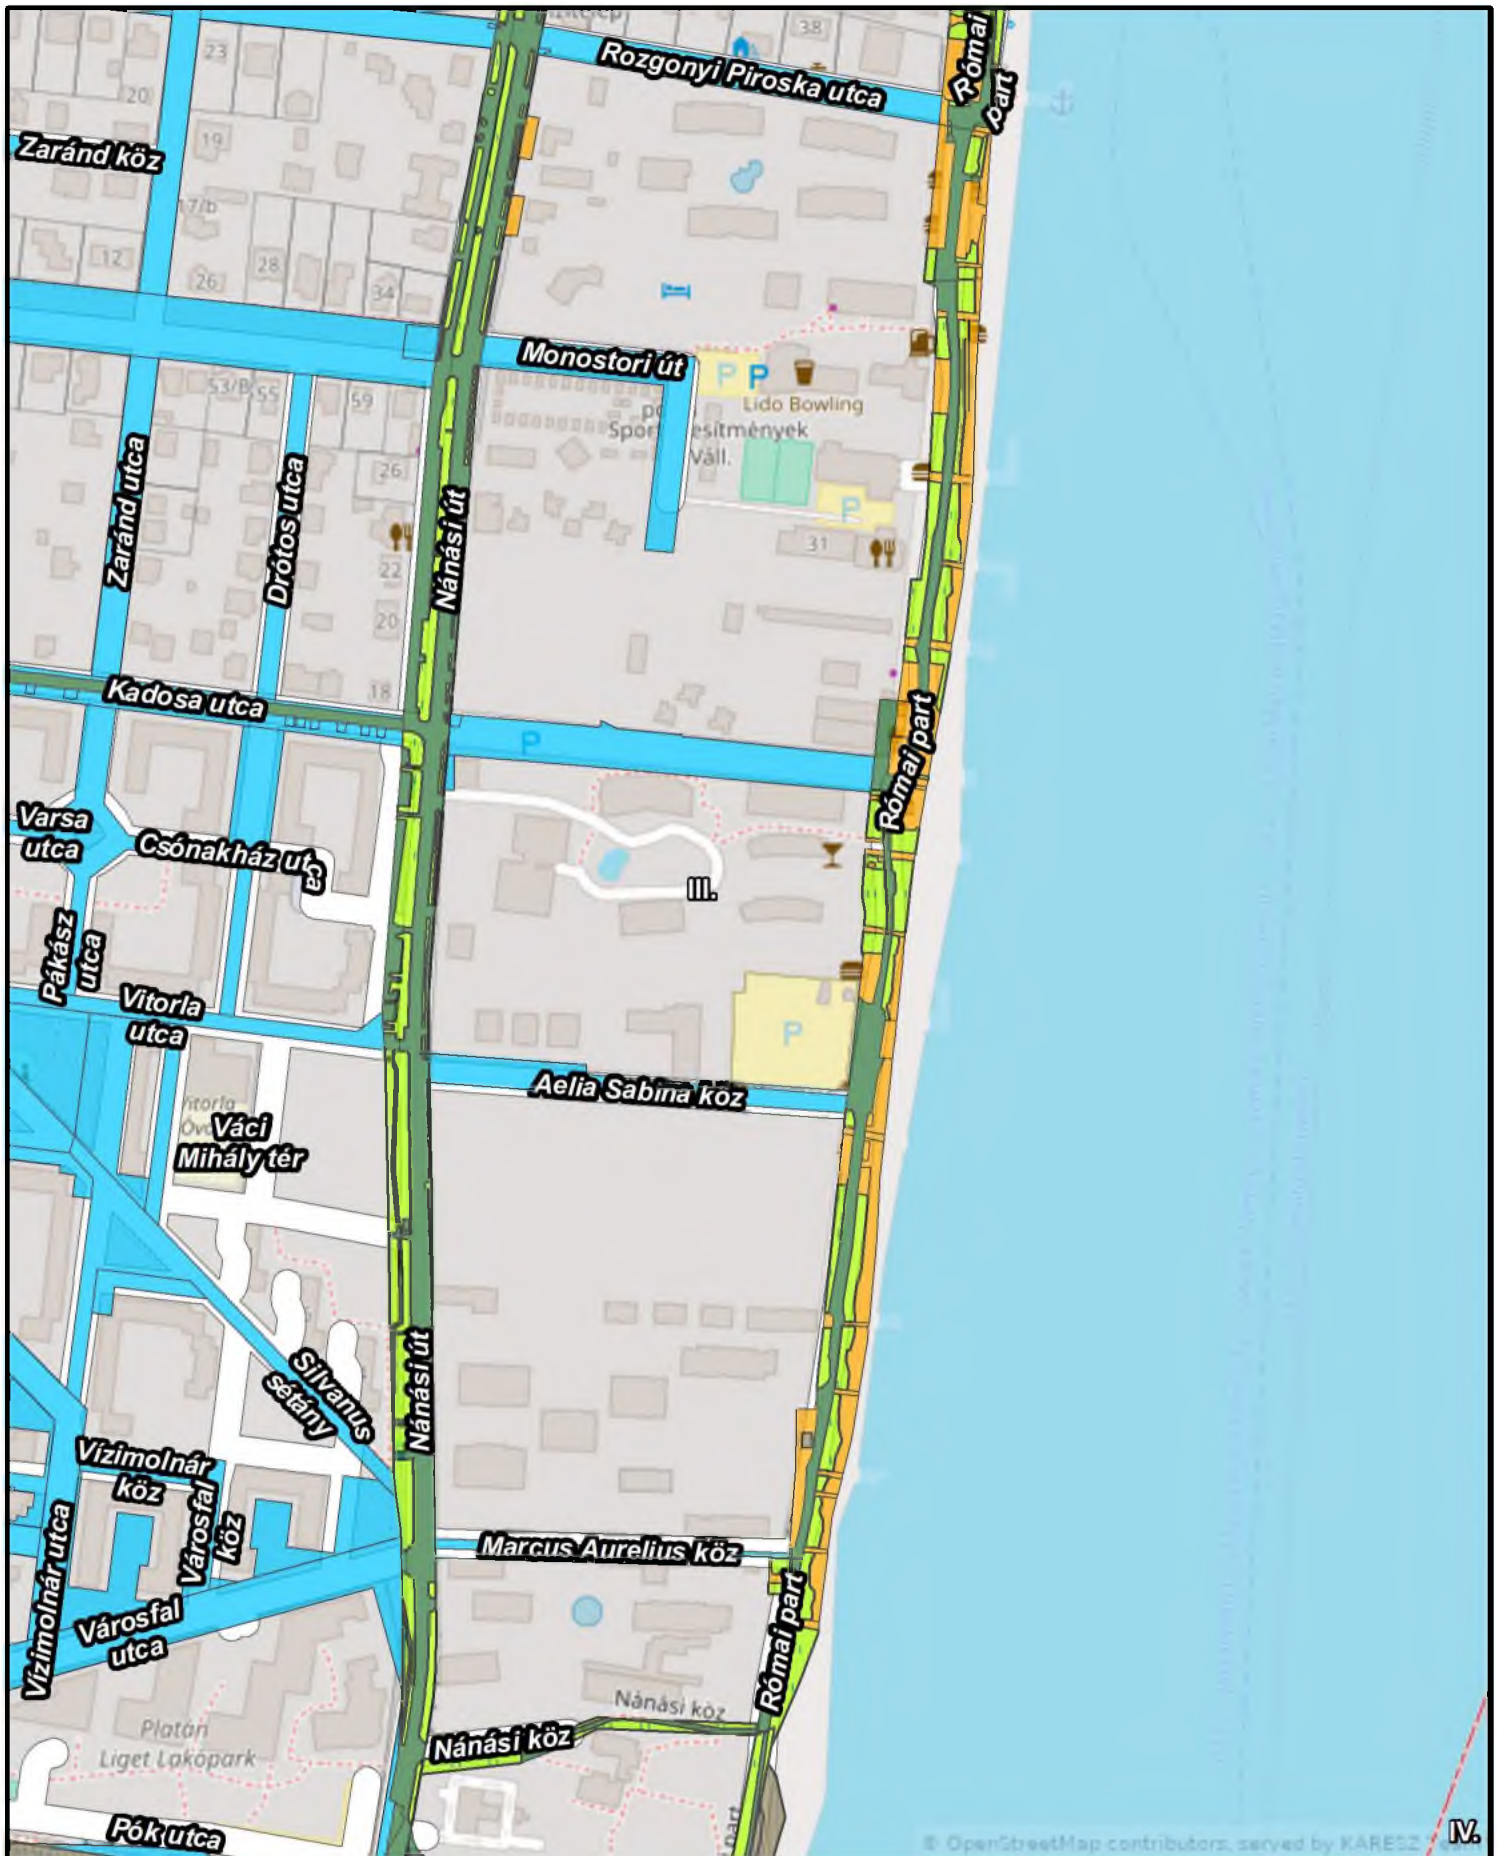 38
Római
part
Rozgonyi Piroska utca
23
20
19
Zaránd köz
17/b
12
28
26
34
Monostori út
P
P
Lido Bowling
53/B
55
59
Váll.
26
P
31
Zaránd utca
Drótos utca
Nánási út
22
20
18
Kadosa utca
P
Római part
Varsa
utca
Csónakház utca
III.
Pákász
utca
Vitorla
utca
P
Aelia Sabina köz
Váci
Mihály tér
Silvanus
sétány
Nánási út
Vízimolnár
köz
Városfal
köz
Vízimolnár utca
Marcus Aurelius köz
Városfal
utca
Római part
Nánási köz
Nánási köz
Platán
Liget Lakópark
Pók utca
part
IV.
© OpenStreetMap contributors, served by KARESZ